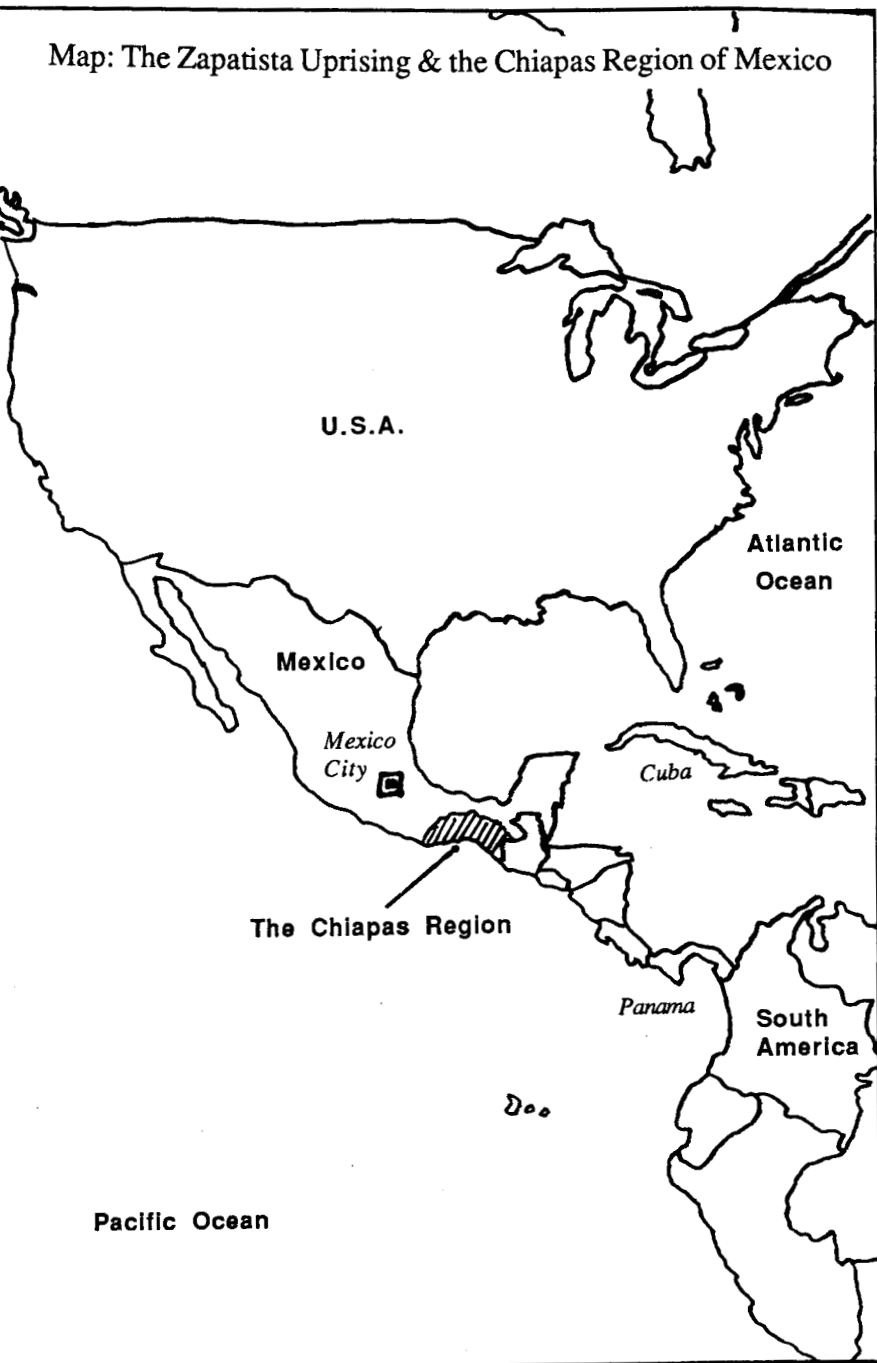 Map: The Zapatista Uprising & the Chiapas Region of Mexico
U.S.A.
Atlantic
Ocean
Mexico
Mexico
City
Cuba
The Chiapas Region
Panama
South
America
Pacific Ocean